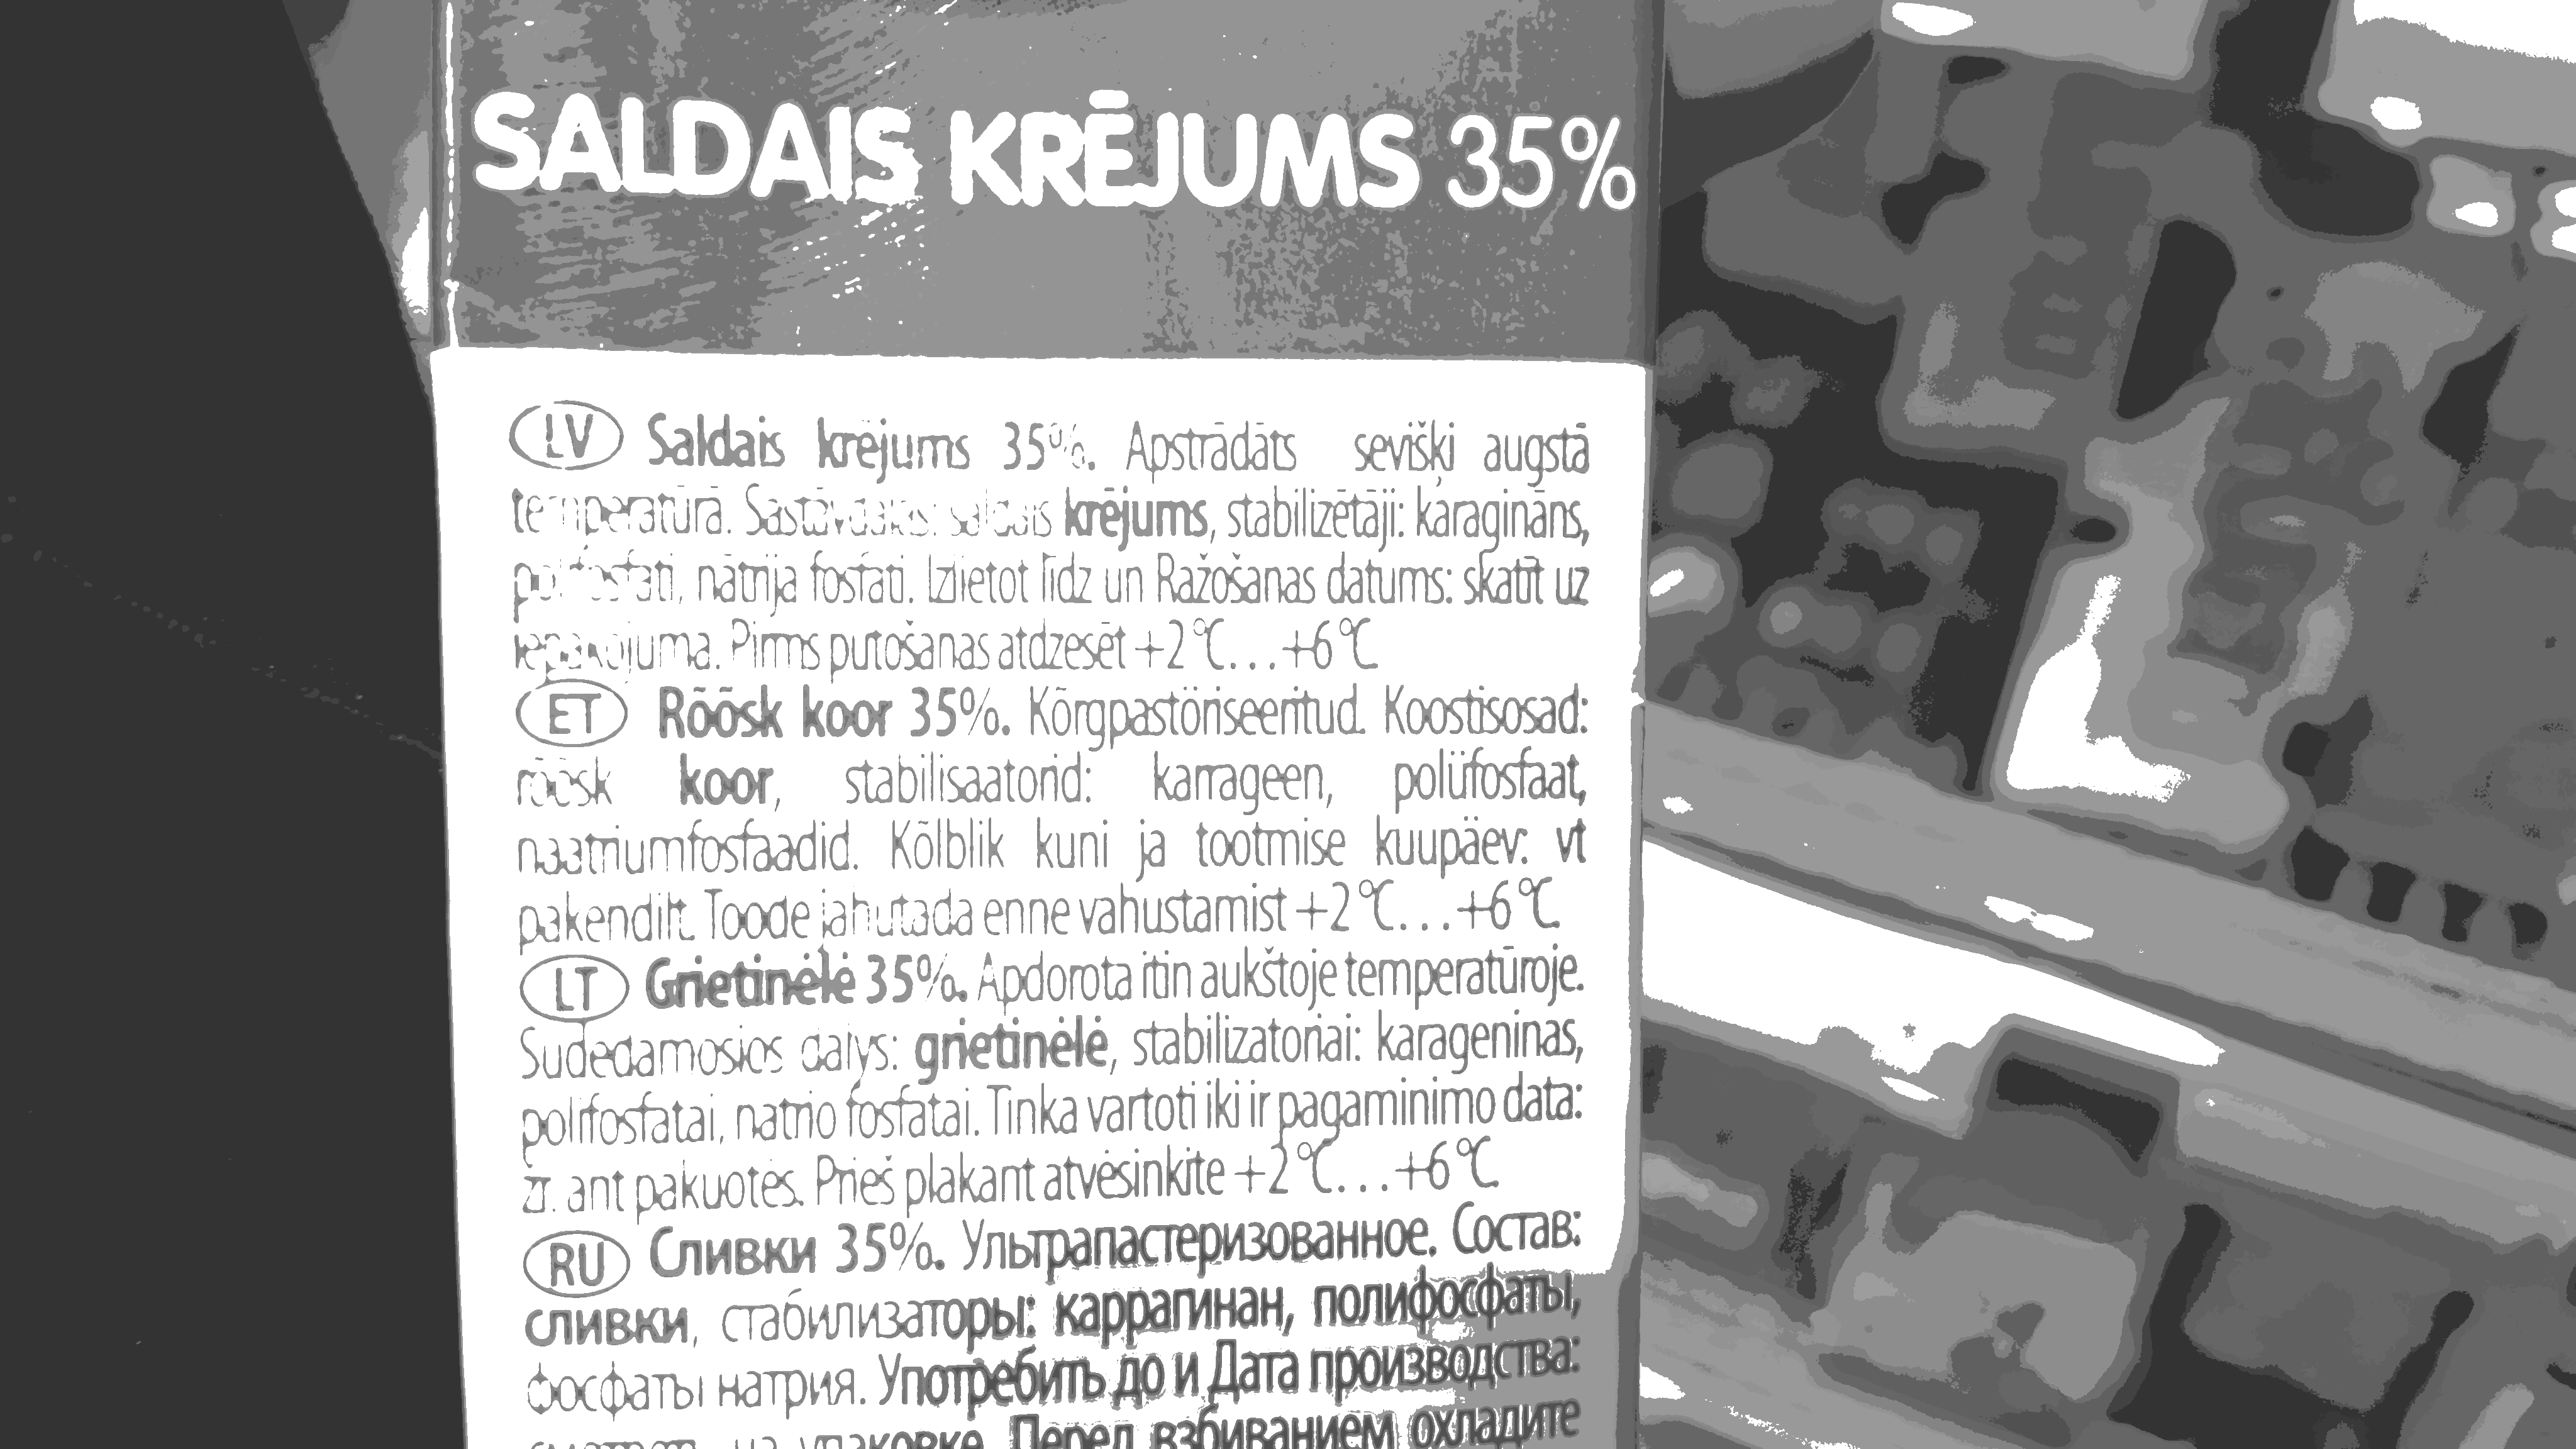 SALDAIS KRĒJUMS 35%
LV Saldais krējums 35%. Apstrādāts sevišķi augstā
temperatūrā. Sastāvdaļas: saldais krējums, stabilizētāji: karagināns,
polifosfāti, nātrija fosfāti. Izlietot līdz un Ražošanas datums: skatīt uz
iepakojuma. Pirms putošanas atdzesēt +2°C...+6°C
ET Rõõsk koor 35%. Kõrgpastöriseeritud. Koostisosad:
rõõsk koor, stabilisaatorid: karrageen, polüfosfaat,
naatriumfosfaadid. Kõlblik kuni ja tootmise kuupäev: vt
pakendilt. Toode jahutada enne vahustamist +2°C...+6°C
LT Grietinėlė 35%. Apdorota itin aukštoje temperatūroje.
Sudedamosios dalys: grietinėlė, stabilizatoriai: karageninas,
polifosfatai, natrio fosfatai. Tinka vartoti iki ir pagaminimo data:
žr. ant pakuotės. Prieš plakant atvėsinkite +2°C...+6°C
RU Сливки 35%. Ультрапастеризованное. Состав:
сливки, стабилизаторы: каррагинан, полифосфаты,
фосфаты натрия. Употребить до и Дата производства:
на упаковке. Перед взбиванием охладите